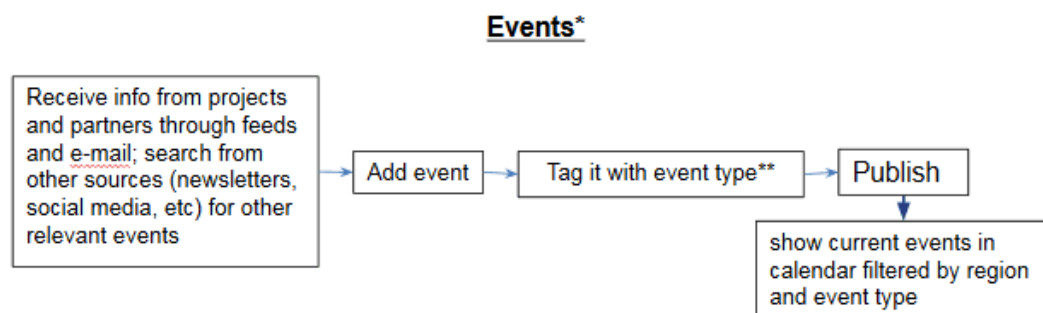 Events*
Receive info from projects
and partners through feeds
and e-mail; search from
other sources (newsletters,
social media, etc) for other
relevant events
Add event
Tag it with event type**
Publish
show current events in
calendar filtered by region
and event type